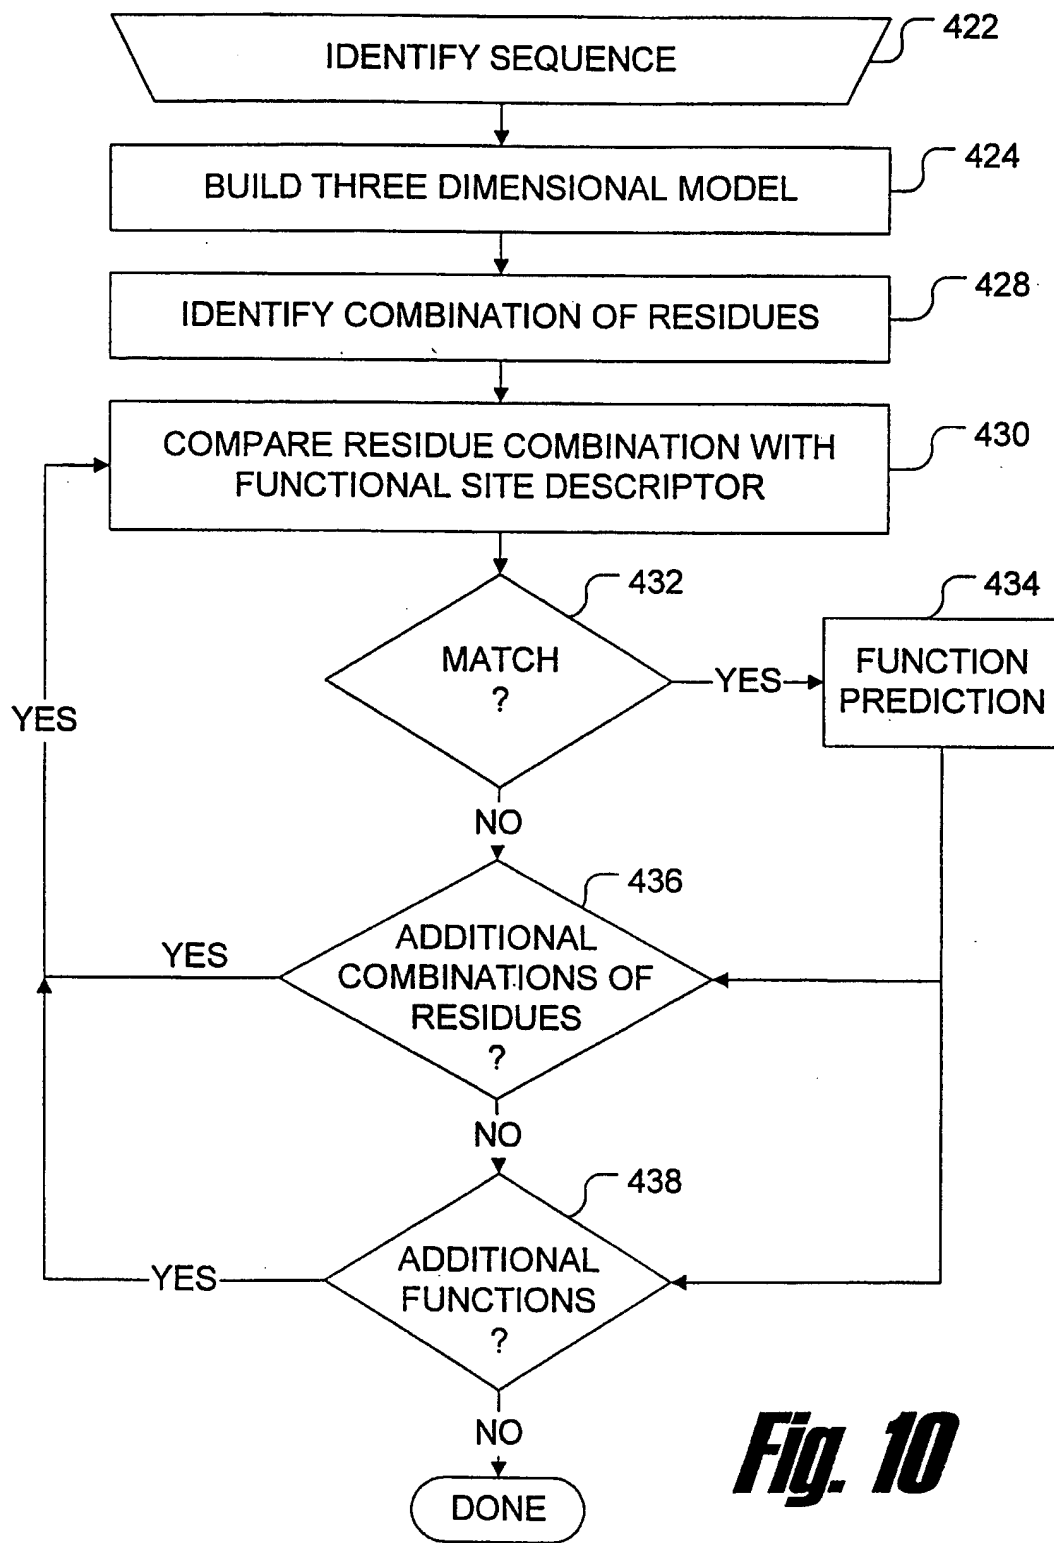 IDENTIFY SEQUENCE
422
BUILD THREE DIMENSIONAL MODEL
424
IDENTIFY COMBINATION OF RESIDUES
428
COMPARE RESIDUE COMBINATION WITH
FUNCTIONAL SITE DESCRIPTOR
430
432
MATCH
?
YES
434
FUNCTION
PREDICTION
YES
NO
436
ADDITIONAL
COMBINATIONS OF
RESIDUES
?
YES
NO
438
ADDITIONAL
FUNCTIONS
?
YES
NO
DONE
Fig. 10